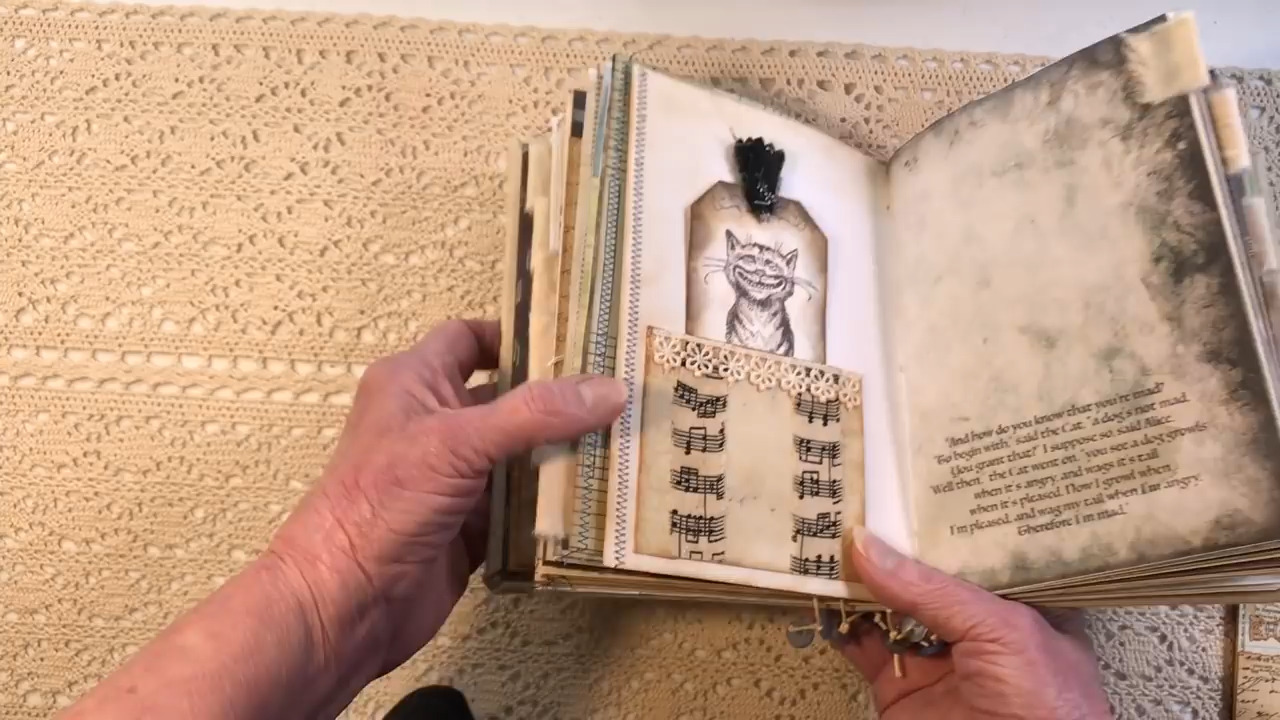 "And how do you know that you're mad?
"To begin with," said the Cat, "a dog's not mad.
You grant that?" I suppose so, said Alice.
"Well then," the Cat went on, "you see a dog growls
when it's angry, and wags it's tail
when it's pleased. Now I growl when
I'm pleased, and wag my tail when I'm angry.
Therefore I'm mad."